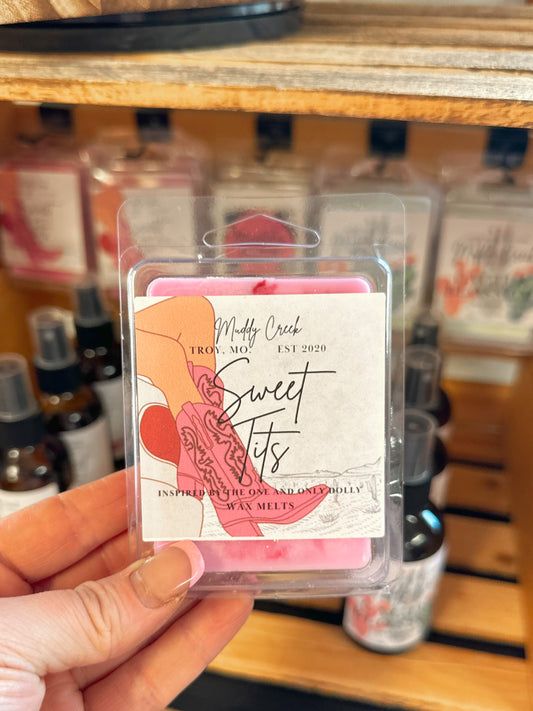 Muddy Creek
TROY, MO. EST 2020
Sweet
Tits
INSPIRED BY THE ONE AND ONLY DOLLY
WAX MELTS